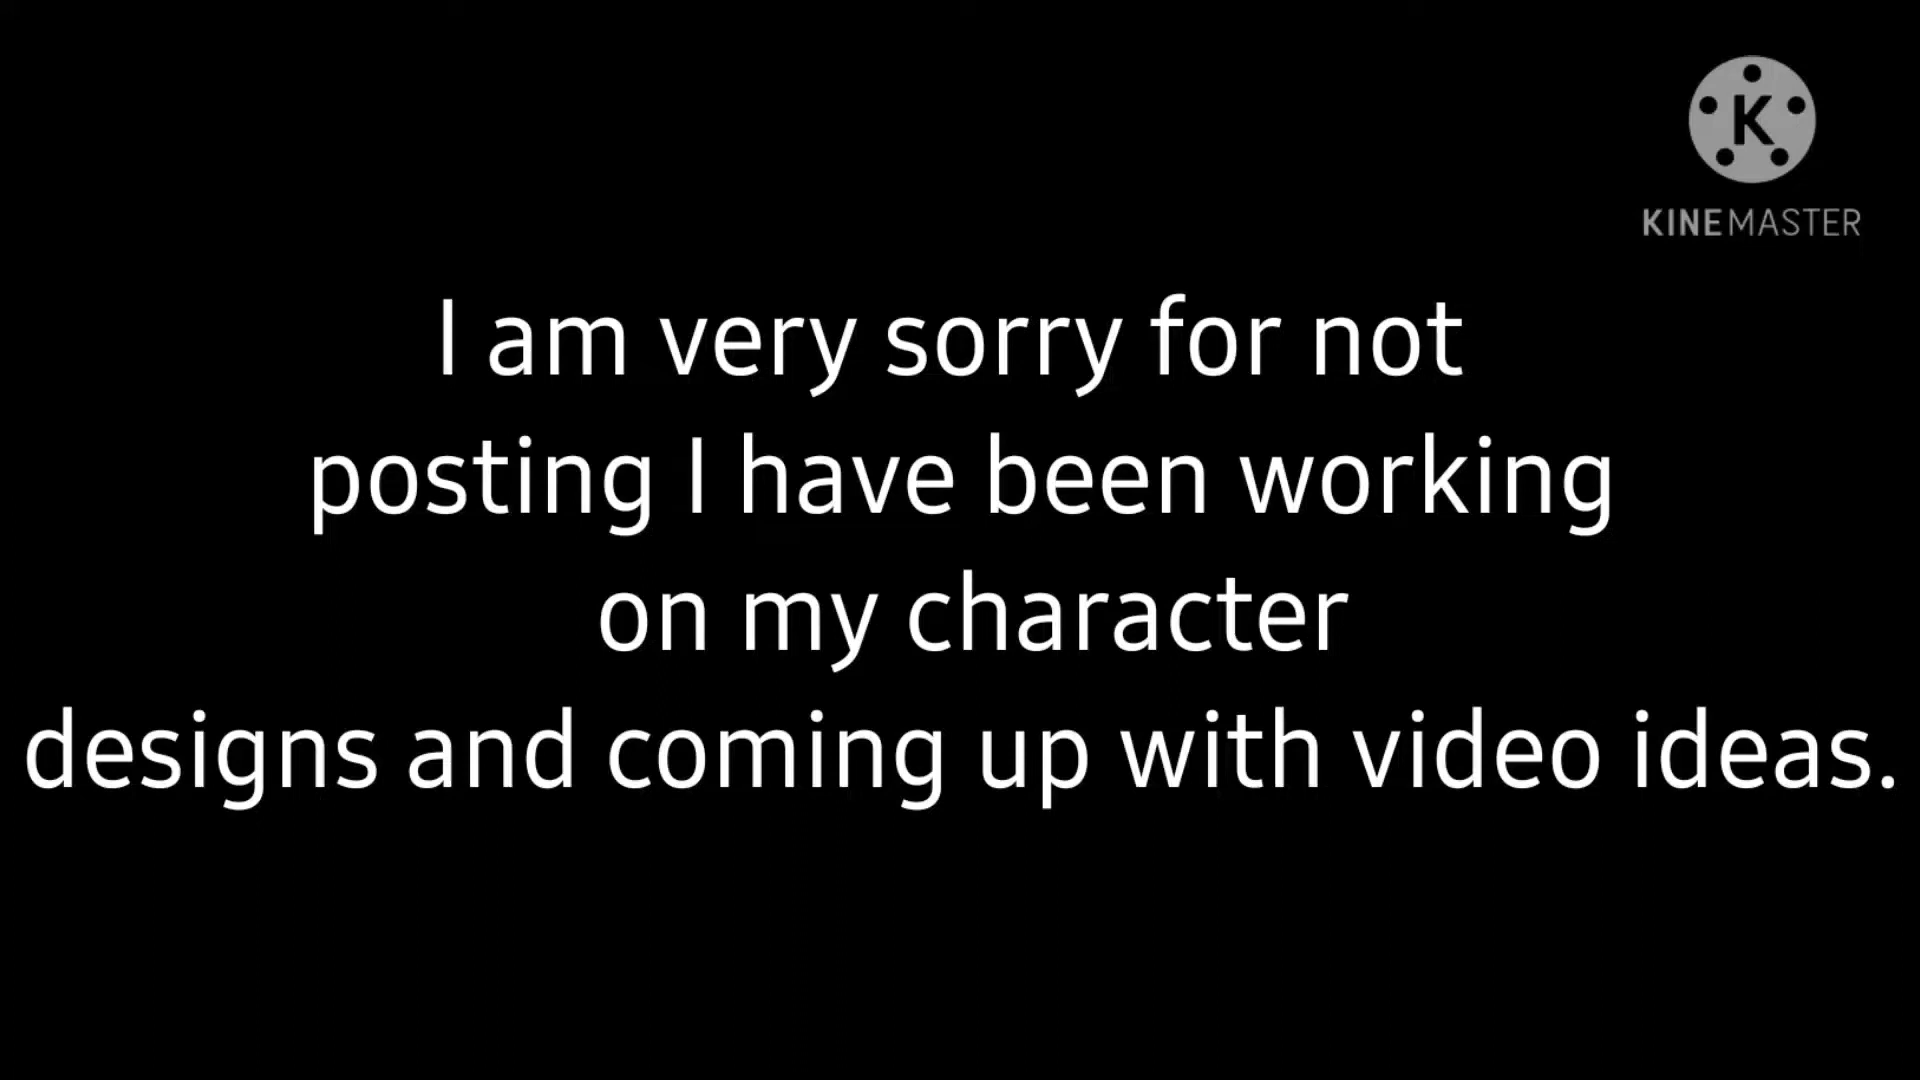 K
KINEMASTER
I am very sorry for not
posting I have been working
on my character
designs and coming up with video ideas.